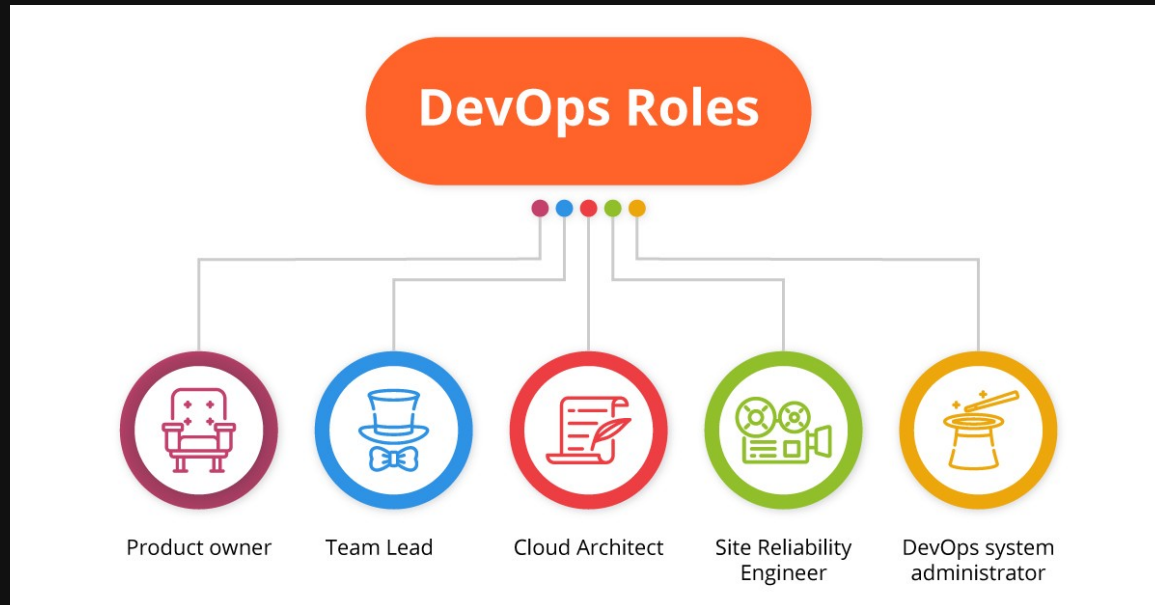 DevOps Roles
Product owner
Team Lead
Cloud Architect
Site Reliability
Engineer
DevOps system
administrator